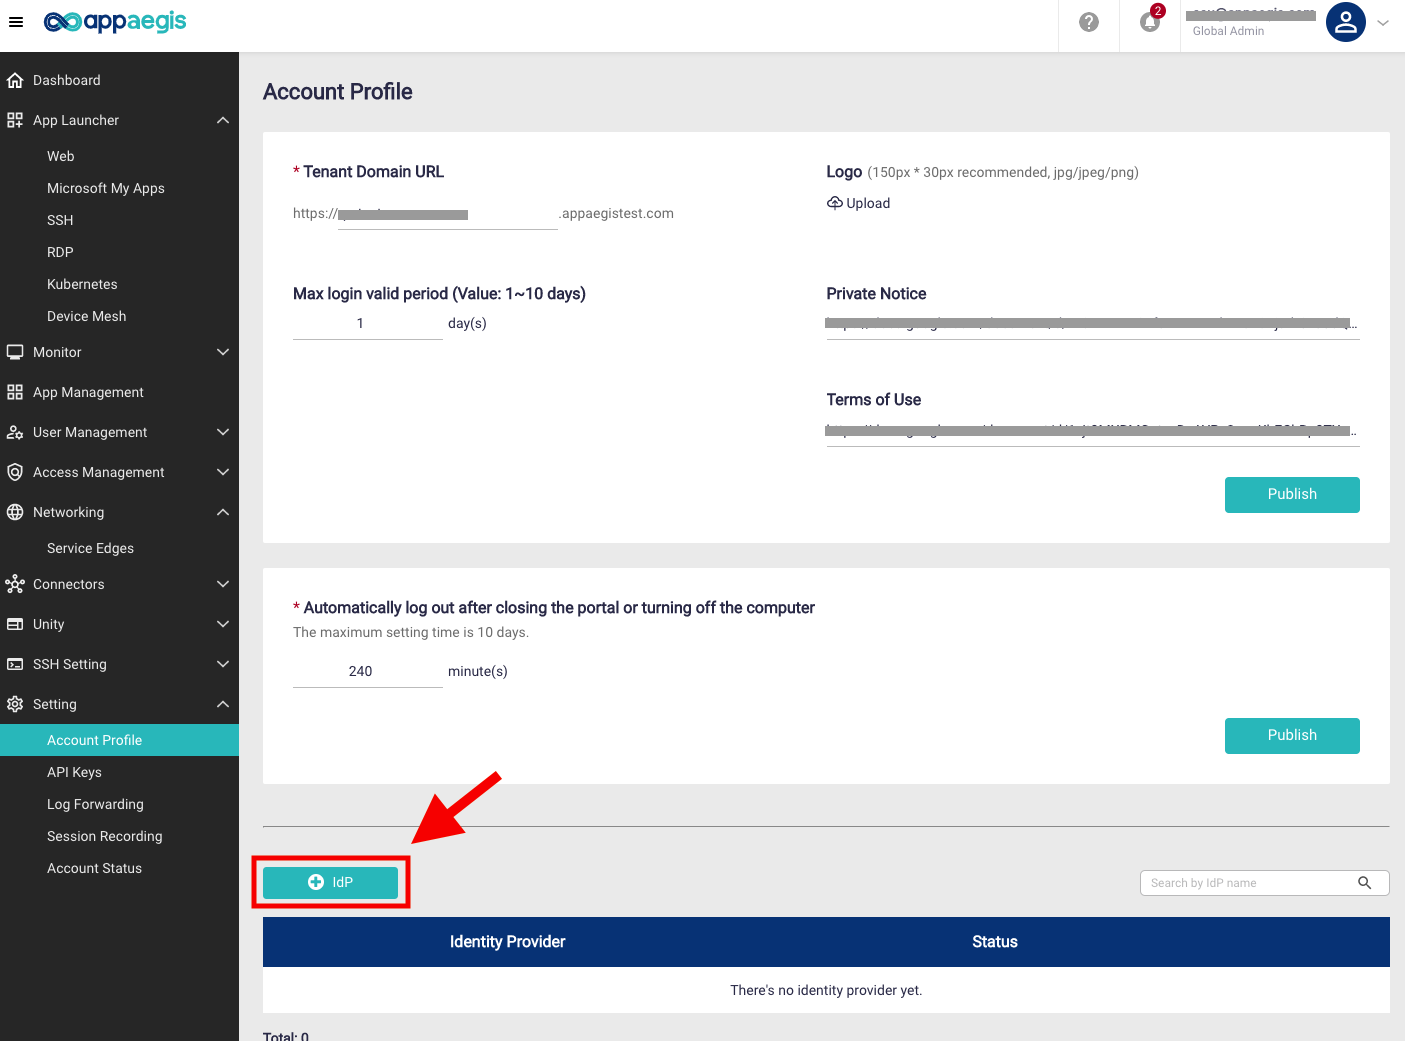 appaegis
2
Global Admin
Dashboard
App Launcher
Web
Microsoft My Apps
SSH
RDP
Kubernetes
Device Mesh
Monitor
App Management
User Management
Access Management
Networking
Service Edges
Connectors
Unity
SSH Setting
Setting
Account Profile
API Keys
Log Forwarding
Session Recording
Account Status
Account Profile
* Tenant Domain URL
https://
.appaegistest.com
Logo (150px * 30px recommended, jpg/jpeg/png)
Upload
Max login valid period (Value: 1~10 days)
1 day(s)
Private Notice
Terms of Use
Publish
* Automatically log out after closing the portal or turning off the computer
The maximum setting time is 10 days.
240 minute(s)
Publish
IdP
Search by IdP name
Identity Provider Status
There's no identity provider yet.
Total: 0